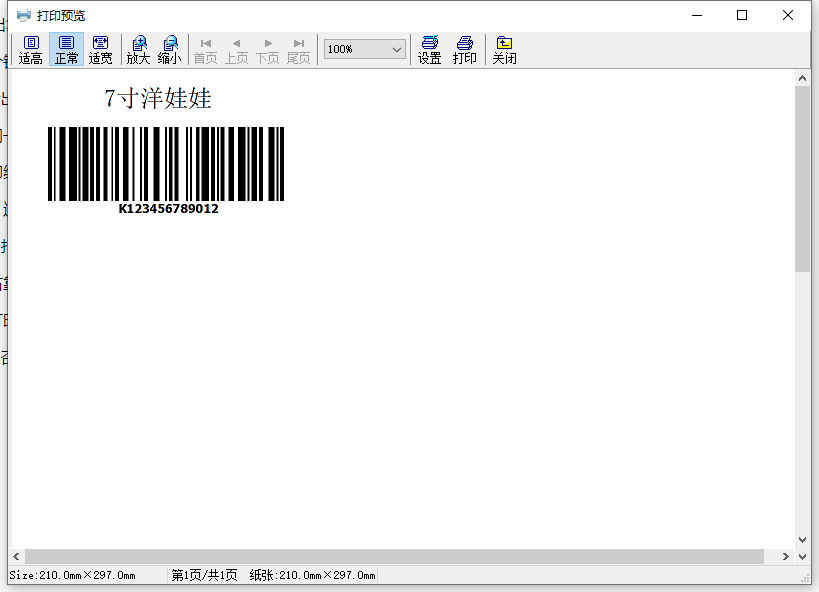 打印预览
适高 正常 适宽 放大 缩小 首页 上页 下页 尾页 100% 设置 打印 关闭
7寸洋娃娃
K123456789012
Size:210.0mm×297.0mm 第1页/共1页 纸张:210.0mm×297.0mm